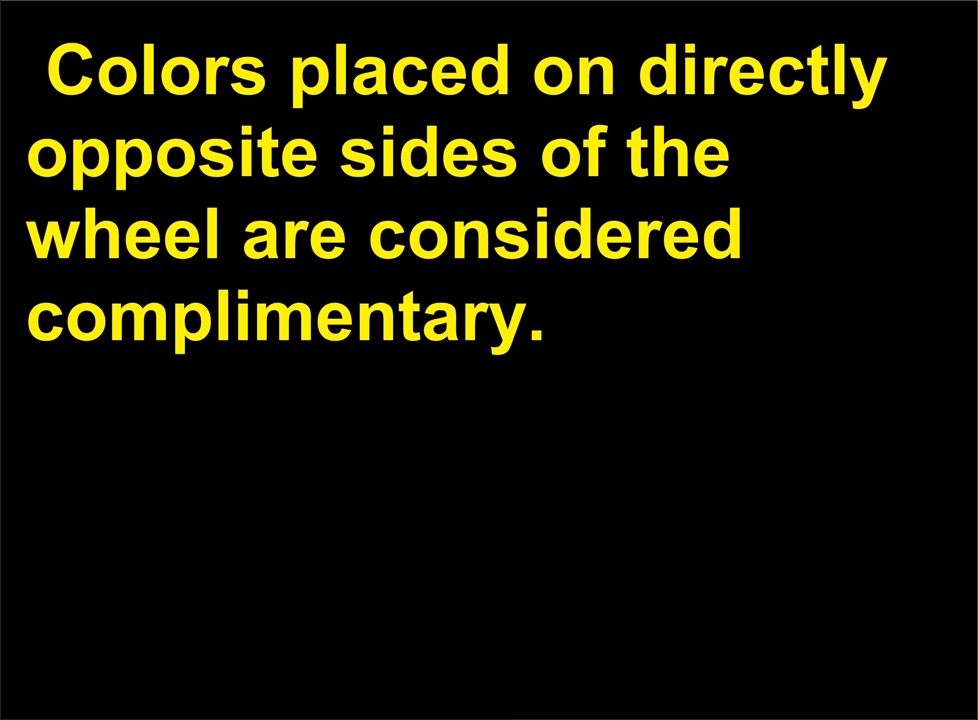 Colors placed on directly
opposite sides of the
wheel are considered
complimentary.